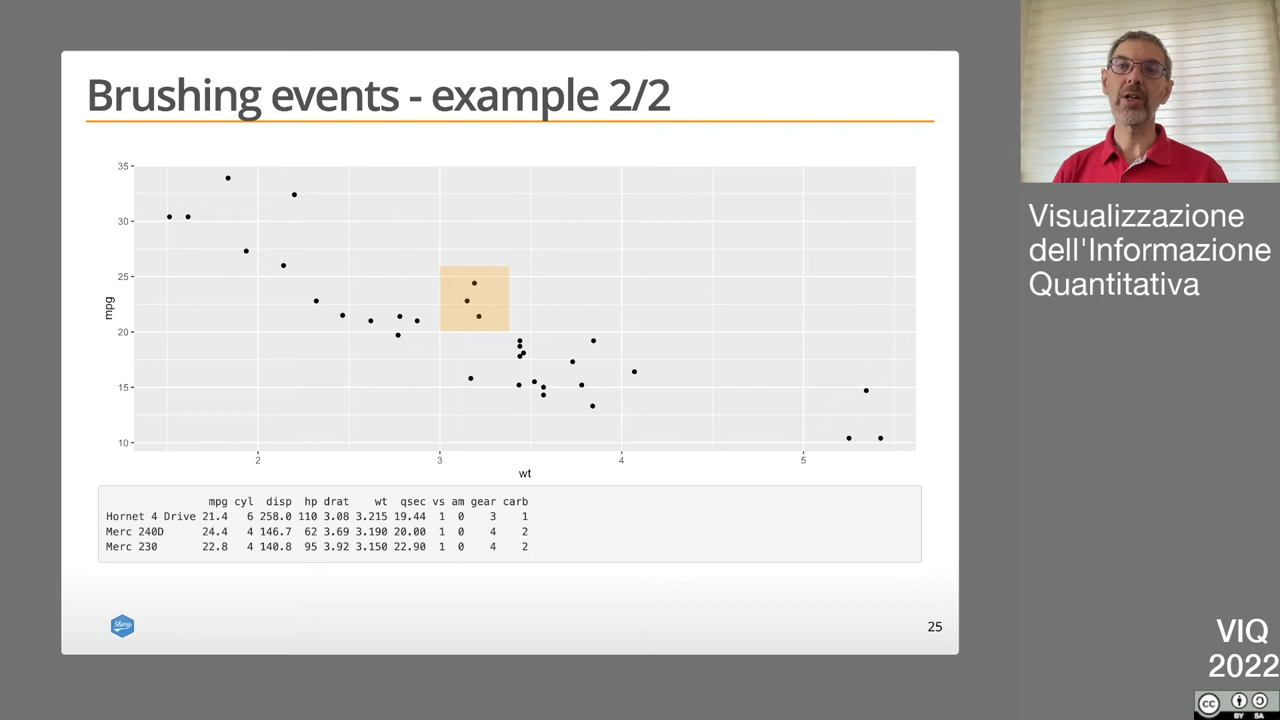 Brushing events - example 2/2
35
30
25
20
15
10
mpg
2 3 4 5
wt
mpg cyl disp hp drat wt qsec vs am gear carb
Hornet 4 Drive 21.4 6 258.0 110 3.08 3.215 19.44 1 0 3 1
Merc 240D 24.4 4 146.7 62 3.69 3.190 20.00 1 0 4 2
Merc 230 22.8 4 140.8 95 3.92 3.150 22.90 1 0 4 2
Shiny
25
Visualizzazione
dell'Informazione
Quantitativa
VIQ
2022
cc
BY SA